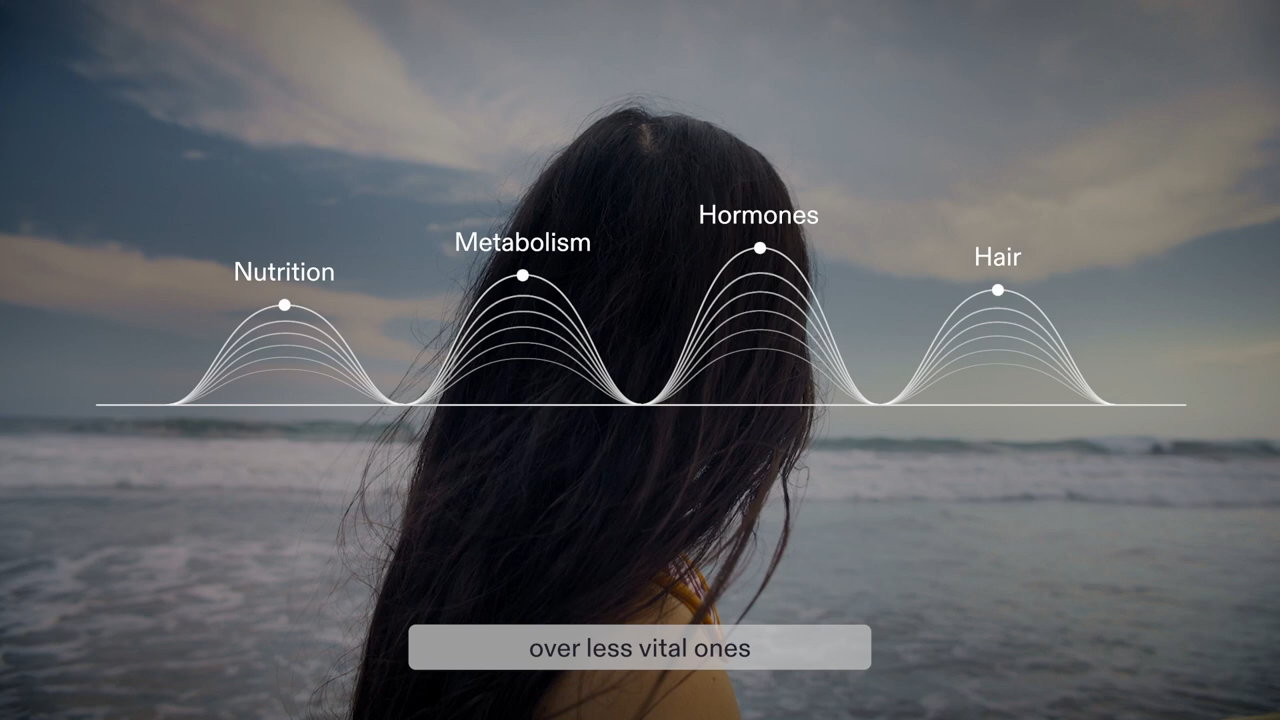 Nutrition
Metabolism
Hormones
Hair
over less vital ones